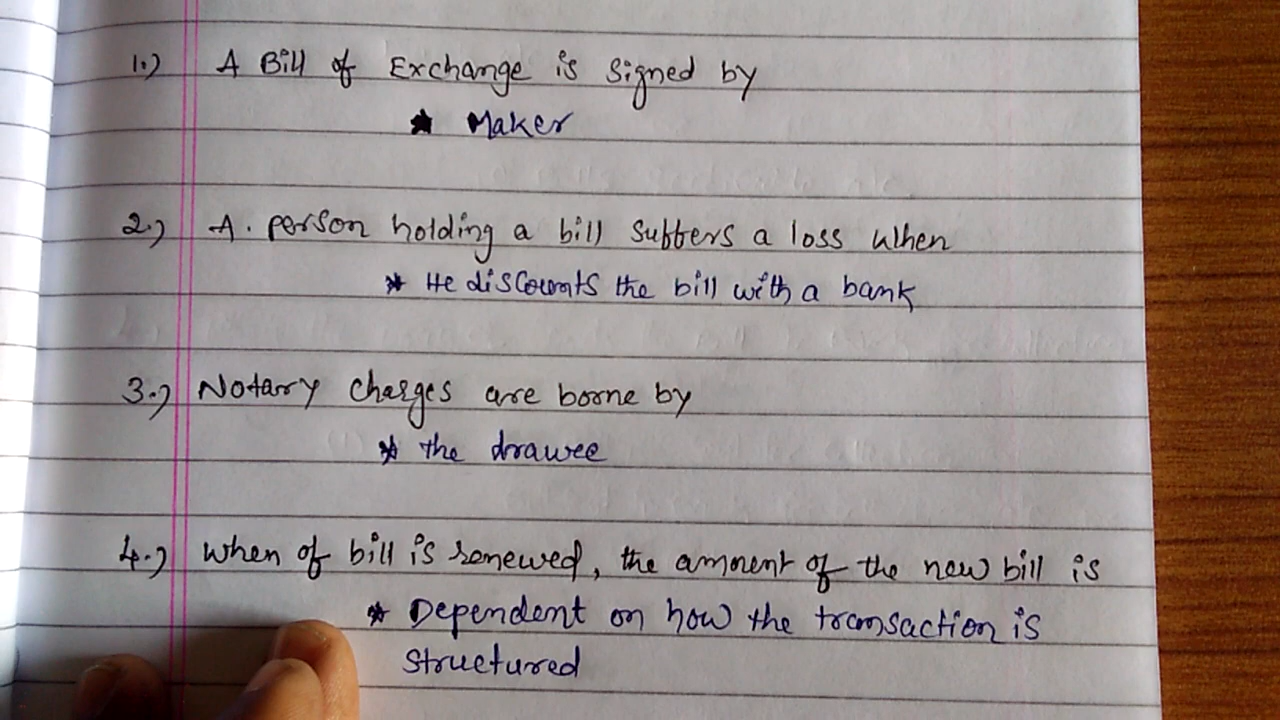 1.) A Bill of Exchange is signed by
★ Maker
2.) A. person holding a bill subbers a loss when
* He discounts the bill with a bank
3.) Notary charges are borne by
* the drawee
4.) when of bill is renewed, the amount of the new bill is
* Dependent on how the transaction is
structured